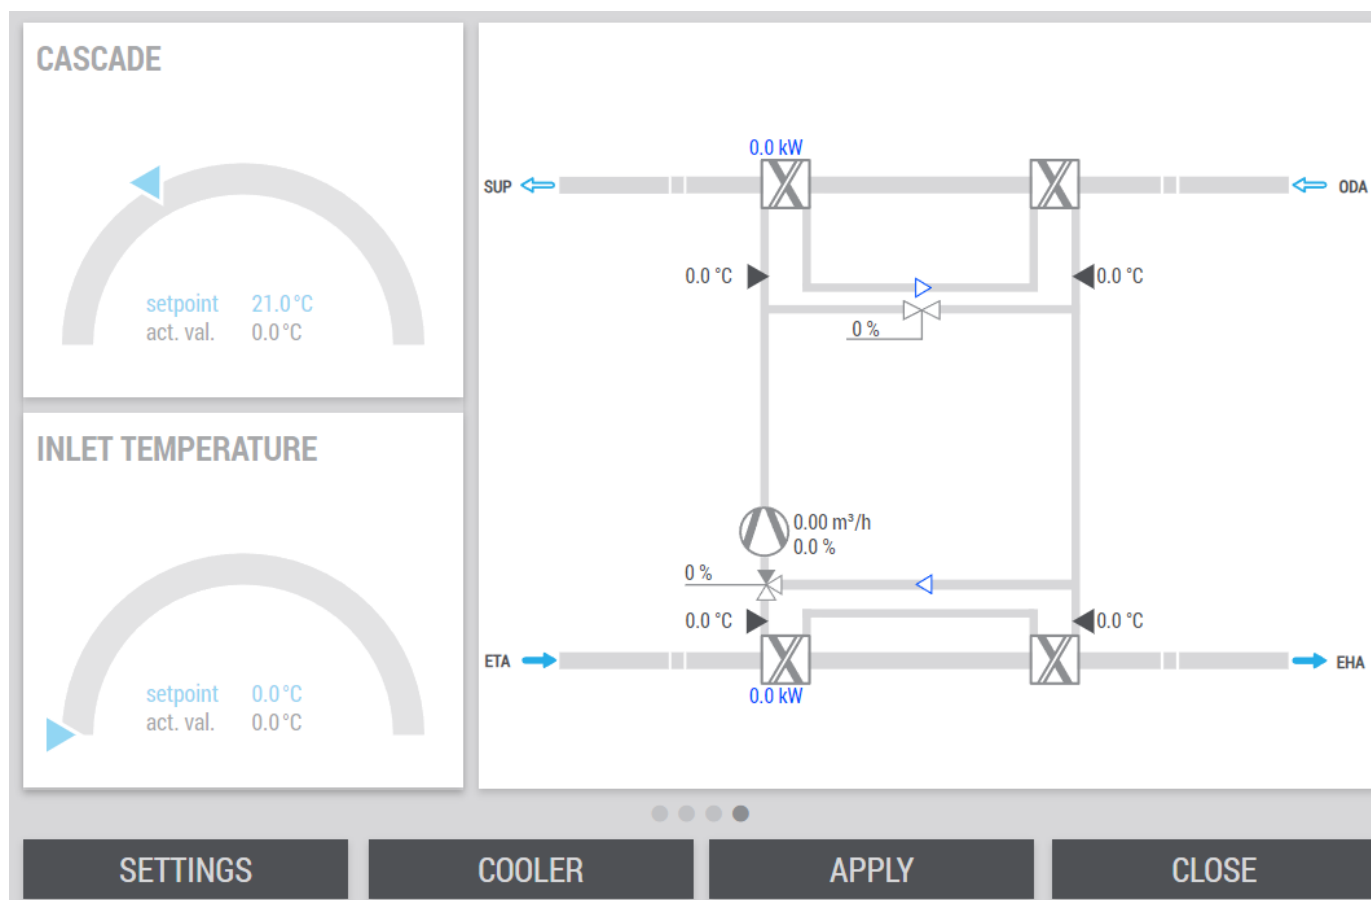 CASCADE
setpoint 21.0 °C
act. val. 0.0 °C
INLET TEMPERATURE
setpoint 0.0 °C
act. val. 0.0 °C
0.0 kW
SUP
ODA
0.0 °C
0.0 °C
0 %
0.00 m³/h
0.0 %
0 %
0.0 °C
0.0 °C
ETA
EHA
0.0 kW
SETTINGS
COOLER
APPLY
CLOSE